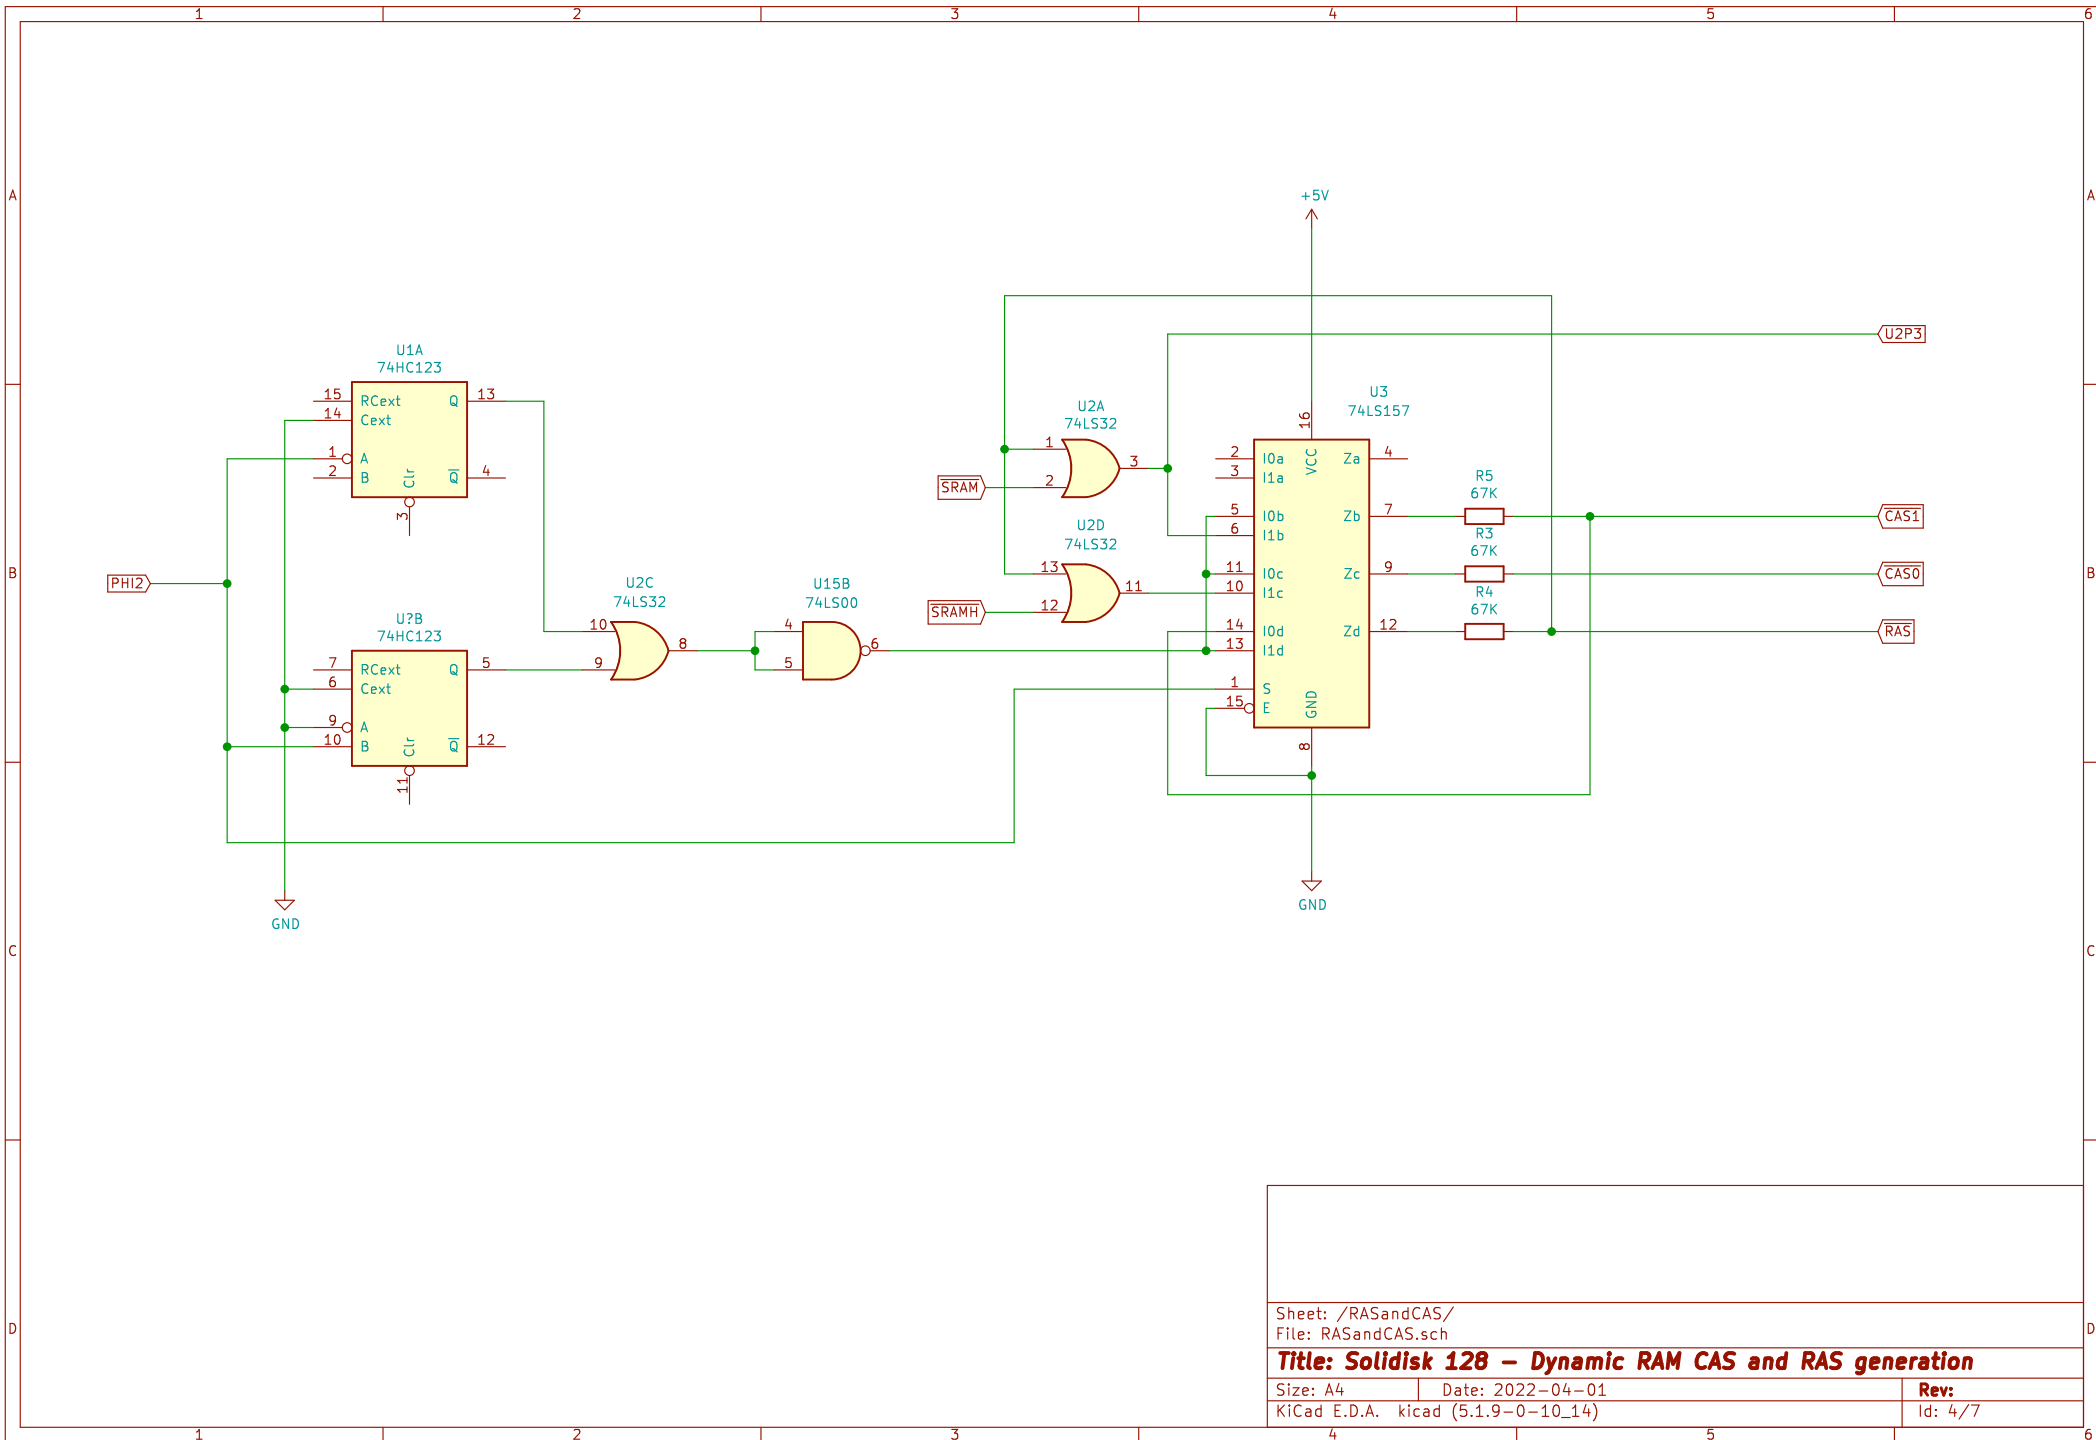 1 2 3 4 5 6
A A
+5V
U2P3
U1A
74HC123
15 RCext Q 13
14 Cext
1 A
2 B Q 4
Clr
3
U2A
74LS32
1
2
3
SRAM
U3
74LS157
16
VCC
2 I0a Za 4
3 I1a
5 I0b Zb 7
6 I1b
11 I0c Zc 9
10 I1c
14 I0d Zd 12
13 I1d
1 S
15 E
GND
8
R5
67K
CAS1
R3
67K
CAS0
R4
67K
RAS
U2D
74LS32
13
12
11
SRAMH
B B
PHI2
U2C
74LS32
10
9
8
U15B
74LS00
4
5
6
U?B
74HC123
7 RCext Q 5
6 Cext
9 A
10 B Q 12
Clr
11
GND
GND
C C
D D
Sheet: /RASandCAS/
File: RASandCAS.sch
Title: Solidisk 128 – Dynamic RAM CAS and RAS generation
Size: A4 Date: 2022-04-01 Rev:
KiCad E.D.A. kicad (5.1.9-0-10_14) Id: 4/7
1 2 3 4 5 6